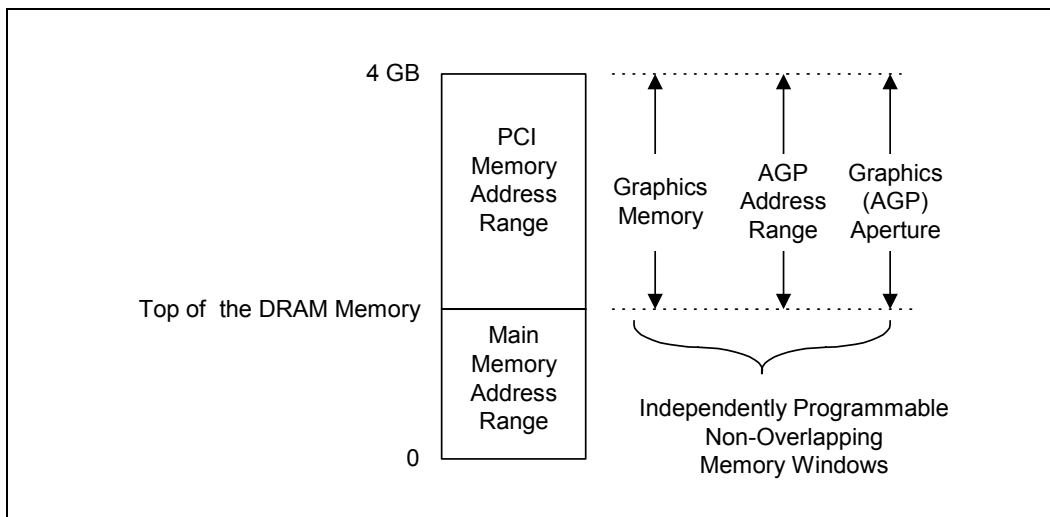 4 GB
PCI
Memory
Address
Range
Graphics
Memory
AGP
Address
Range
Graphics
(AGP)
Aperture
Top of the DRAM Memory
Main
Memory
Address
Range
0
Independently Programmable
Non-Overlapping
Memory Windows